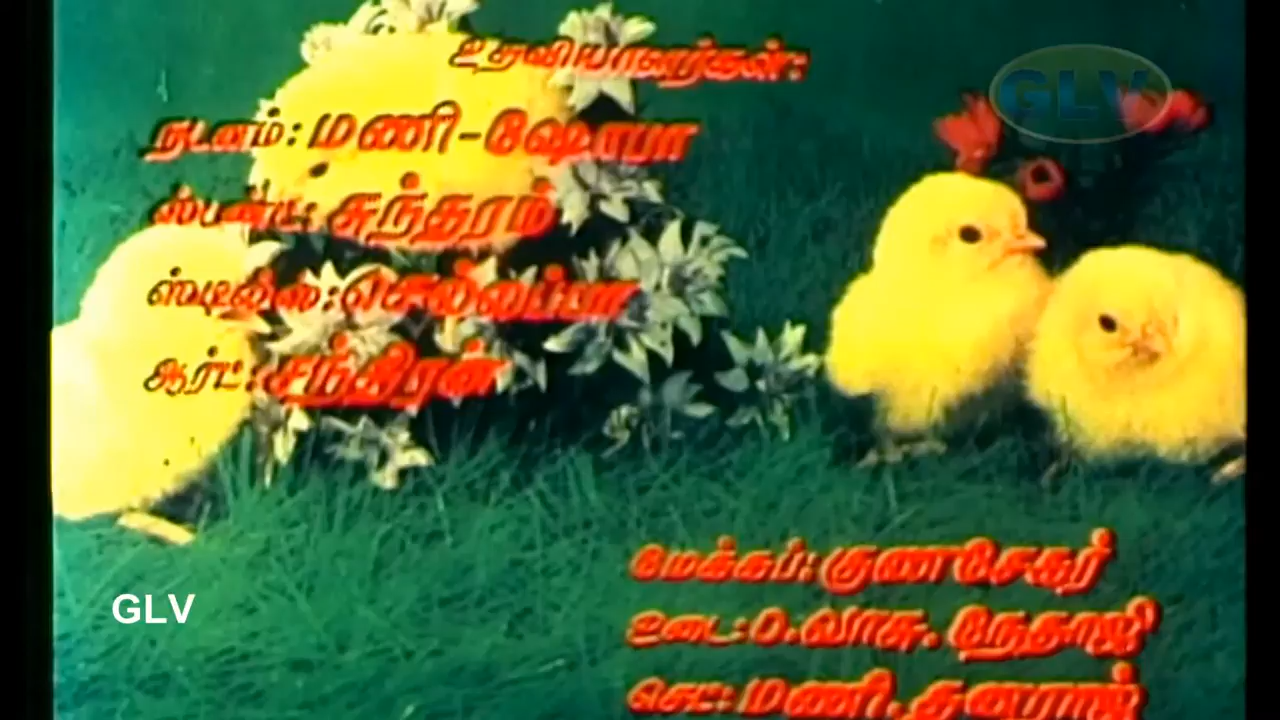 உதவியாளர்கள்:
GLV
நடனம்: மணி-ஷோபா
ஸ்டண்ட்: சுந்தரம்
ஸ்டில்ஸ்: செல்லப்பா
ஆர்ட்: சந்திரன்
GLV
மேக்கப்: குணசேகர்
உடை: ப.வாசு. நேதாஜி
செட்: மணி. தனராஜ்